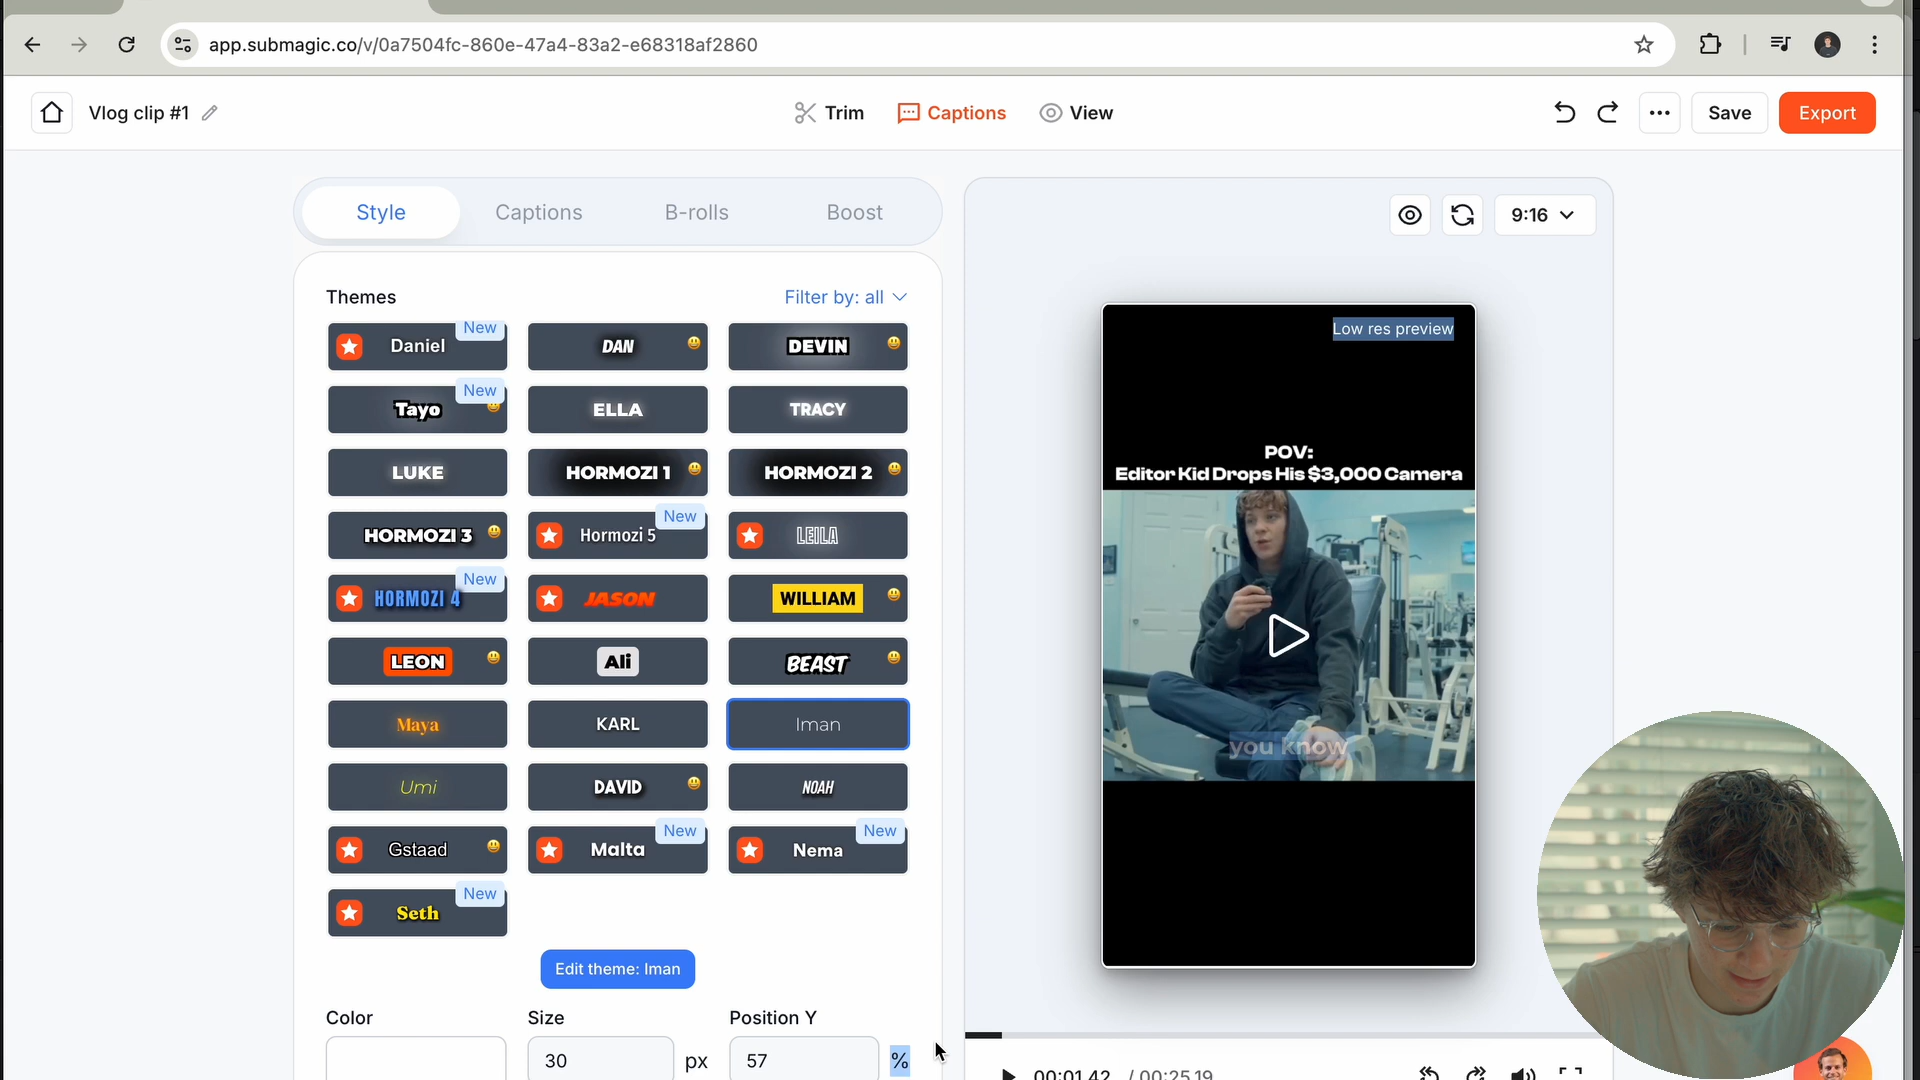 app.submagic.co/v/0a7504fc-860e-47a4-83a2-e68318af2860
Vlog clip #1
Trim
Captions
View
Save
Export
Style
Captions
B-rolls
Boost
9:16
Themes
Filter by: all
Daniel
New
DAN
DEVIN
Tayo
New
ELLA
TRACY
LUKE
HORMOZI 1
HORMOZI 2
HORMOZI 3
Hormozi 5
New
LEILA
HORMOZI 4
New
JASON
WILLIAM
LEON
Ali
BEAST
Maya
KARL
Iman
Umi
DAVID
NOAH
Gstaad
Malta
New
Nema
New
Seth
New
Edit theme: Iman
Color
Size
Position Y
30
px
57
%
Low res preview
POV:
Editor Kid Drops His $3,000 Camera
you know
00:01.42 / 00:25.19